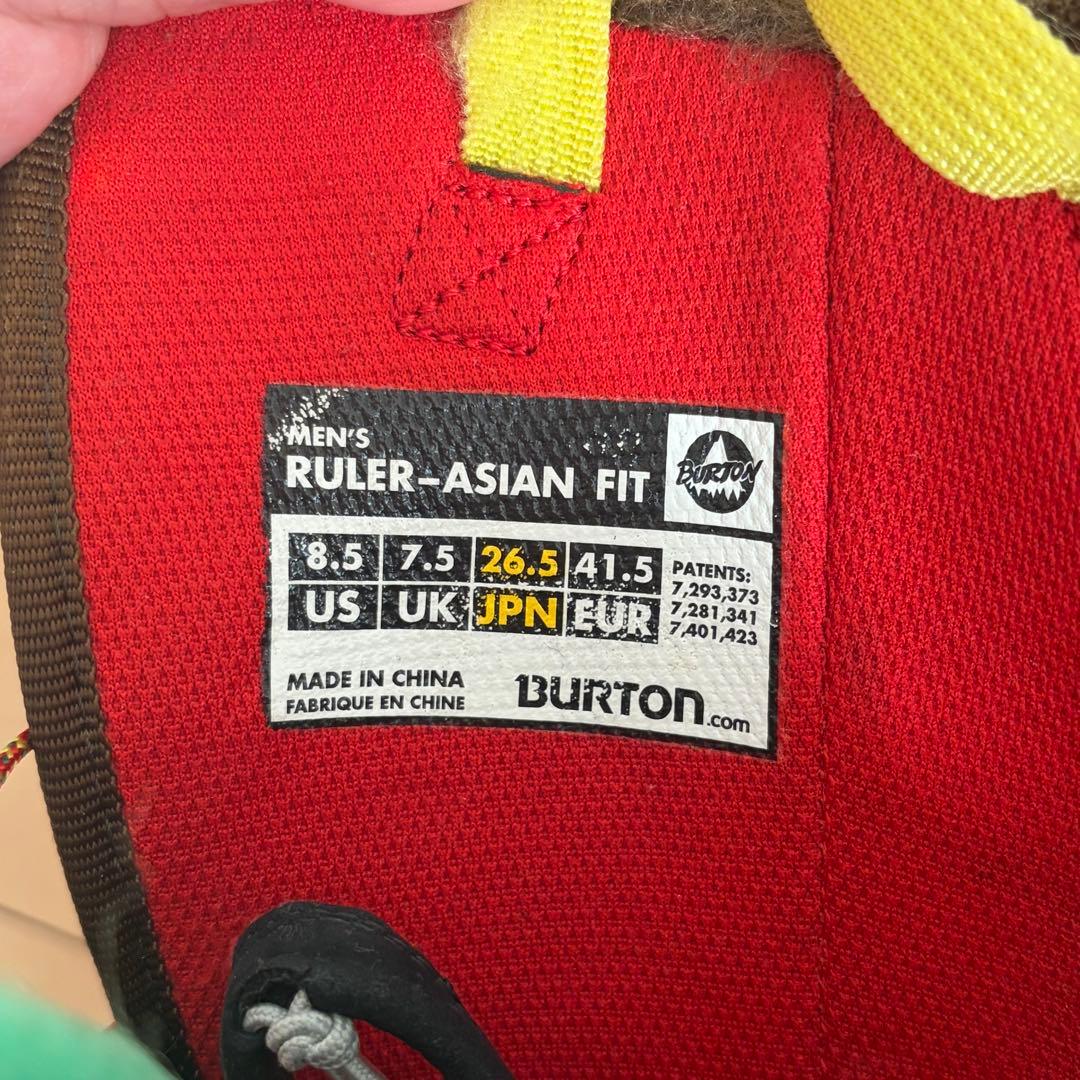 MEN'S
RULER-ASIAN FIT
BURTON
8.5 7.5 26.5 41.5
US UK JPN EUR
PATENTS:
7,293,373
7,281,341
7,401,423
MADE IN CHINA
FABRIQUE EN CHINE
BURTON.com